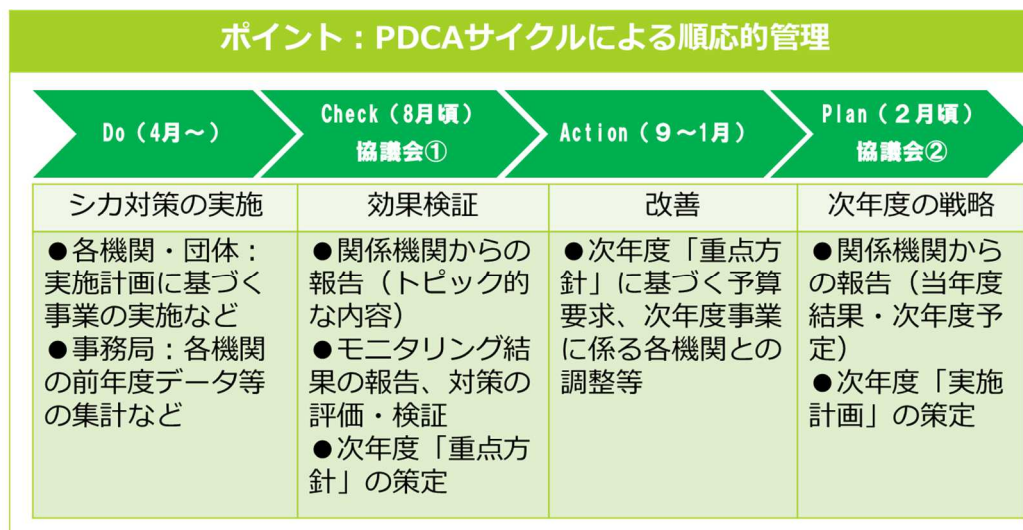 ポイント：PDCAサイクルによる順応的管理
Do（4月～）
Check（8月頃）
協議会①
Action（９～1月）
Plan（２月頃）
協議会②
シカ対策の実施
●各機関・団体：
実施計画に基づく
事業の実施など
●事務局：各機関
の前年度データ等
の集計など
効果検証
●関係機関からの
報告（トピック的
な内容）
●モニタリング結
果の報告、対策の
評価・検証
●次年度「重点方
針」の策定
改善
●次年度「重点方
針」に基づく予算
要求、次年度事業
に係る各機関との
調整等
次年度の戦略
●関係機関から
の報告（当年度
結果・次年度予
定）
●次年度「実施
計画」の策定